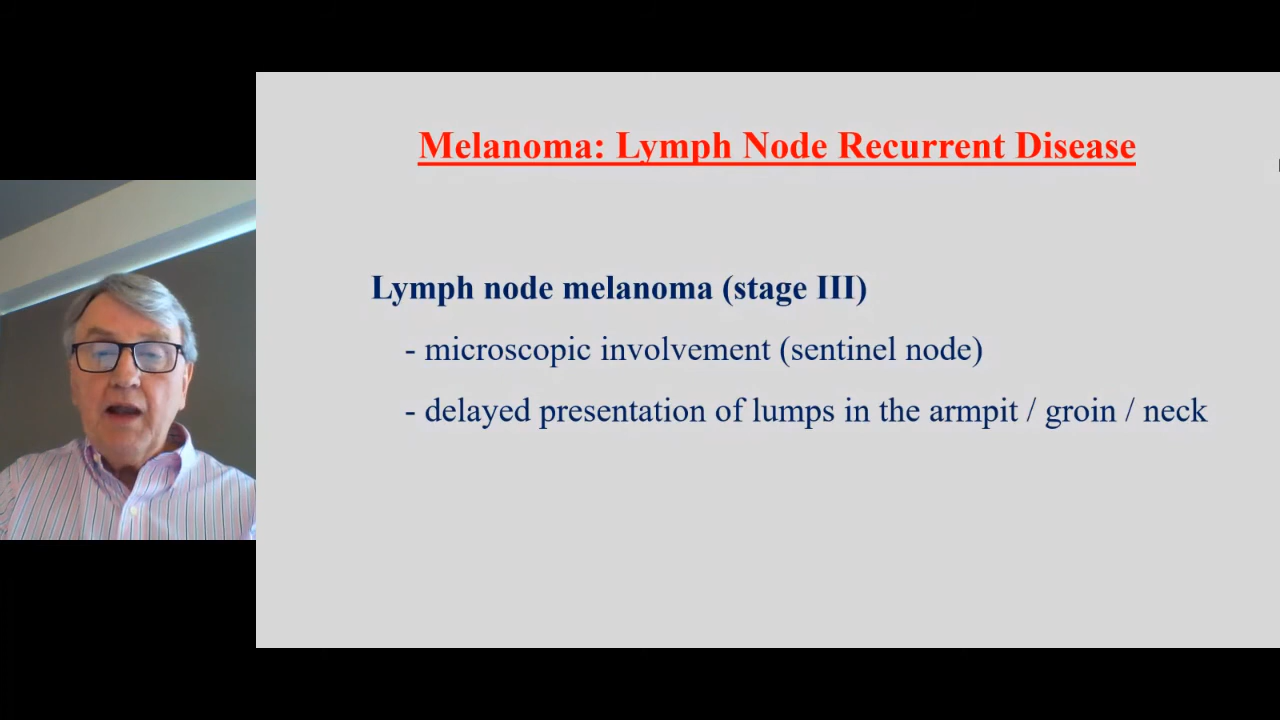 Melanoma: Lymph Node Recurrent Disease
Lymph node melanoma (stage III)
- microscopic involvement (sentinel node)
- delayed presentation of lumps in the armpit / groin / neck